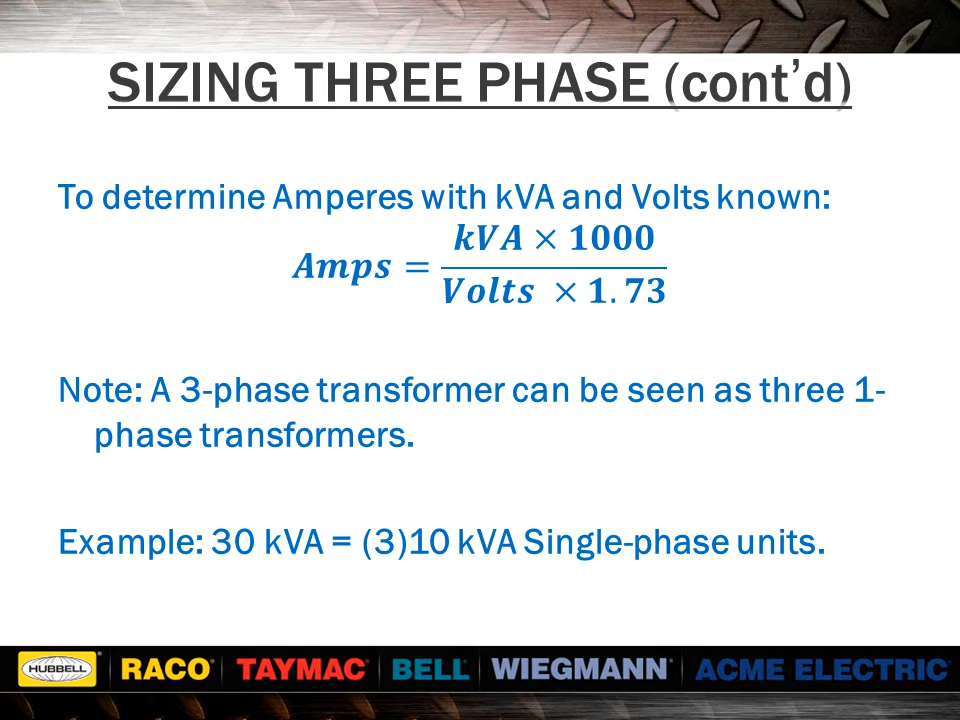 SIZING THREE PHASE (cont’d)
To determine Amperes with kVA and Volts known:
𝑨𝒎𝒑𝒔 = 𝒌𝑽𝑨 × 𝟏𝟎𝟎𝟎 / 𝑽𝒐𝒍𝒕𝒔 × 𝟏.𝟕𝟑
Note: A 3-phase transformer can be seen as three 1-
phase transformers.
Example: 30 kVA = (3)10 kVA Single-phase units.
HUBBELL RACO® TAYMAC® BELL® WIEGMANN® ACME ELECTRIC®